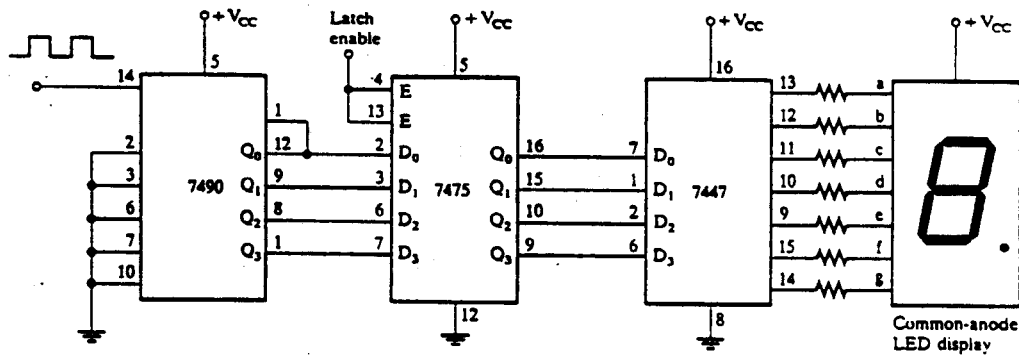 + VCC
Latch
enable
+ VCC
+ VCC
+ VCC
14
5
4
5
16
E
13
E
13
a
1
12
b
2
Q0
12
2
D0
Q0
16
7
D0
11
c
3
7490
Q1
9
3
D1
7475
Q1
15
1
D1
7447
10
d
6
Q2
8
6
D2
Q2
10
2
D2
9
e
7
Q3
1
7
D3
Q3
9
6
D3
15
f
10
14
g
12
8
Common-anode
LED display